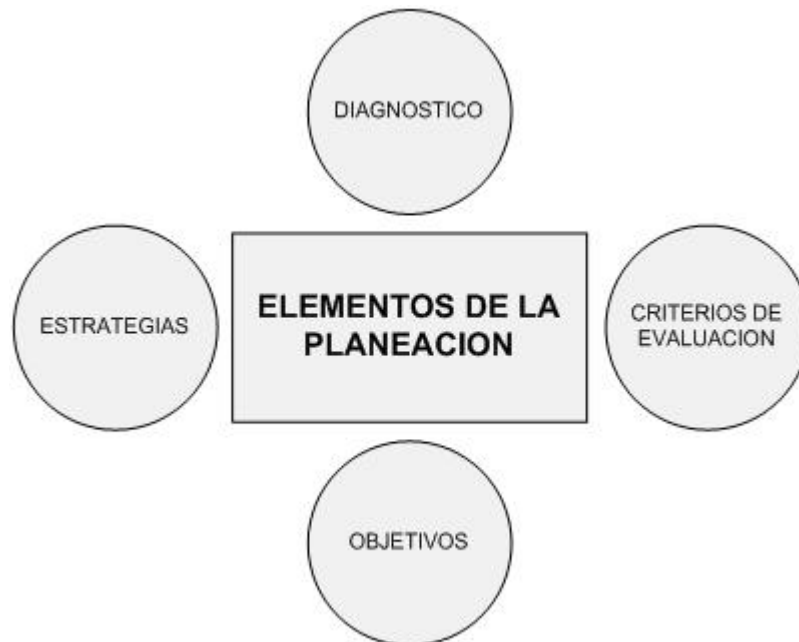 DIAGNOSTICO
ESTRATEGIAS
ELEMENTOS DE LA
PLANEACION
CRITERIOS DE
EVALUACION
OBJETIVOS